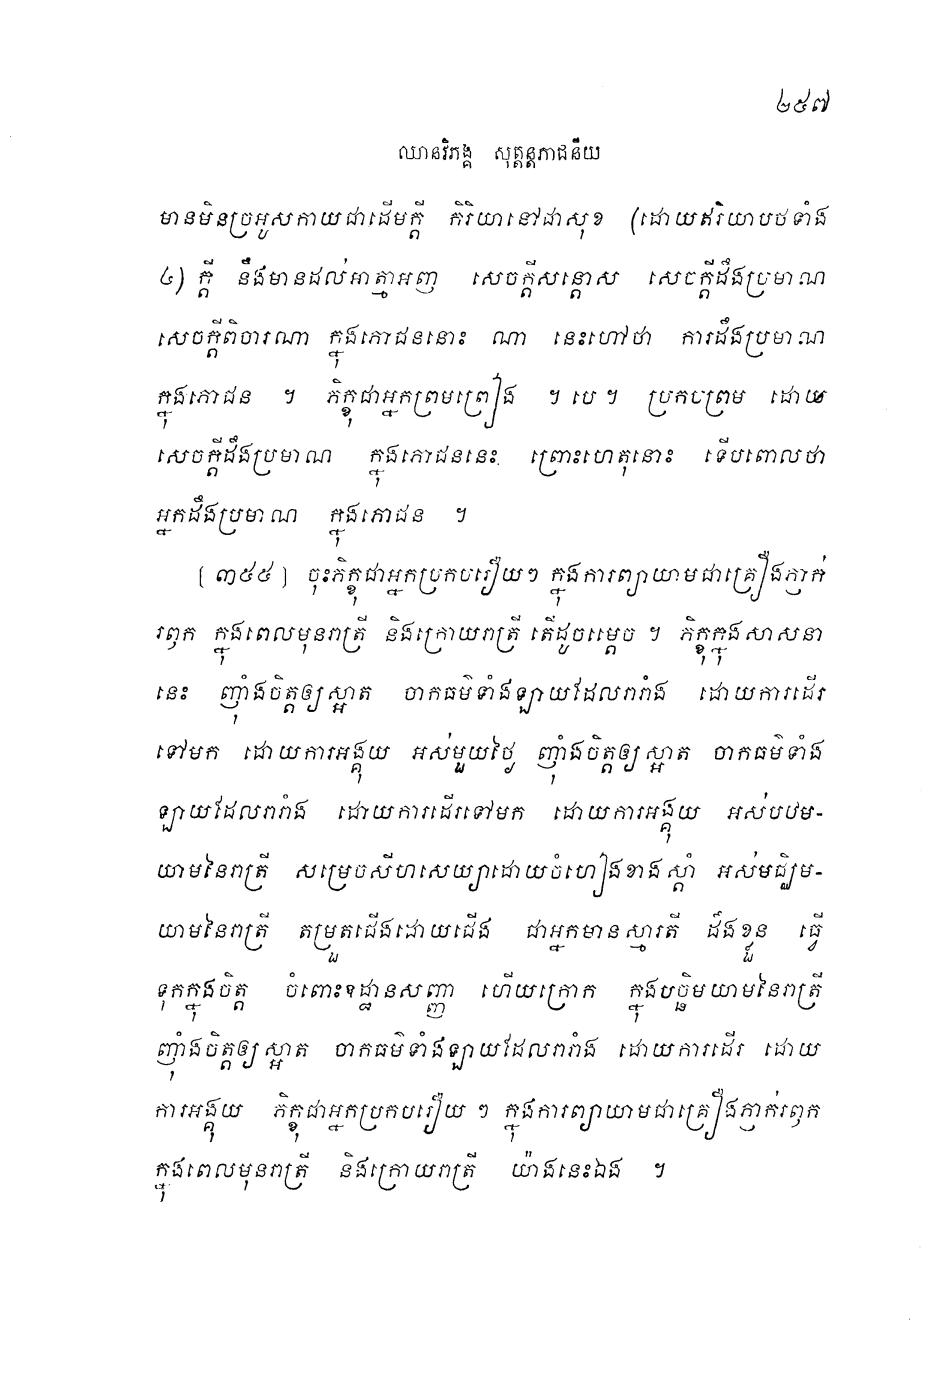 ២៥៧
ឈានវិភង្គ សុត្តន្តភាជនីយ
មានមិនច្រអូសកាយជាដើមក្តី កិរិយានៅជាសុខ (ដោយឥរិយាបថទាំង
៤) ក្តី នឹងមានដល់អាត្មាអញ សេចក្តីសន្តោស សេចក្តីដឹងប្រមាណ
សេចក្តីពិចារណា ក្នុងភោជននោះ ណា នេះហៅថា ការដឹងប្រមាណ
ក្នុងភោជន ។ ភិក្ខុជាអ្នកព្រមព្រៀង ។ បេ ។ ប្រកបព្រម ដោយ
សេចក្តីដឹងប្រមាណ ក្នុងភោជននេះ ព្រោះហេតុនោះ ទើបពោលថា
អ្នកដឹងប្រមាណ ក្នុងភោជន ។
[៣៥៥] ចុះភិក្ខុជាអ្នកប្រកបរឿយៗ ក្នុងការព្យាយាមជាគ្រឿងភ្ញាក់
រឭក ក្នុងពេលមុនរាត្រី និងក្រោយរាត្រី តើដូចម្តេច ។ ភិក្ខុក្នុងសាសនា
នេះ ញ៉ាំងចិត្តឲ្យស្អាត ចាកធម៌ទាំងឡាយដែលរារាំង ដោយការដើរ
ទៅមក ដោយការអង្គុយ អស់មួយថ្ងៃ ញ៉ាំងចិត្តឲ្យស្អាត ចាកធម៌ទាំង
ឡាយដែលរារាំង ដោយការដើរទៅមក ដោយការអង្គុយ អស់បឋម-
យាមនៃរាត្រី សម្រេចសីហសេយ្យាដោយចំហៀងខាងស្តាំ អស់មជ្ឈិម-
យាមនៃរាត្រី តម្រួតជើងដោយជើង ជាអ្នកមានស្មារតី ដឹងខ្លួន ធ្វើ
ទុកក្នុងចិត្ត ចំពោះឧដ្ឋានសញ្ញា ហើយក្រោក ក្នុងបច្ឆិមយាមនៃរាត្រី
ញ៉ាំងចិត្តឲ្យស្អាត ចាកធម៌ទាំងឡាយដែលរារាំង ដោយការដើរ ដោយ
ការអង្គុយ ភិក្ខុជាអ្នកប្រកបរឿយ ៗ ក្នុងការព្យាយាមជាគ្រឿងភ្ញាក់រឭក
ក្នុងពេលមុនរាត្រី និងក្រោយរាត្រី យ៉ាងនេះឯង ។